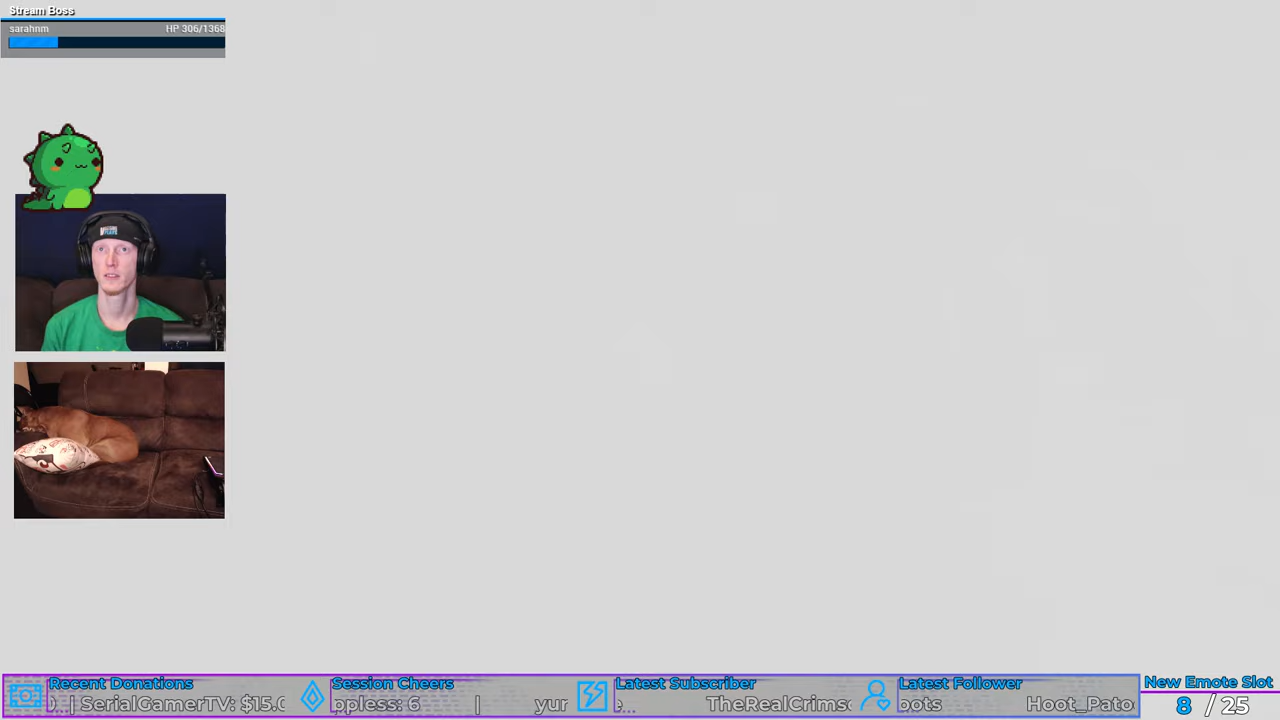 Stream Boss
sarahnm HP 306/1368
Recent Donations
| SerialGamerTV: $15.0
Session Cheers
ppless: 6 | yur
Latest Subscriber
e... TheRealCrims
Latest Follower
bots Hoot_Pato
New Emote Slot
8 / 25